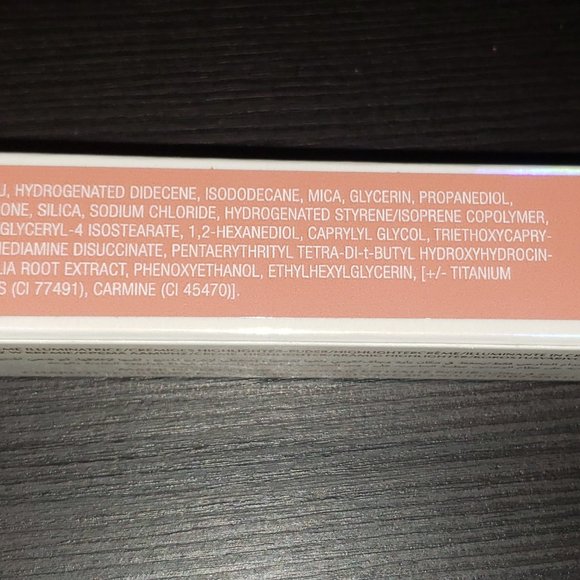 U, HYDROGENATED DIDECENE, ISODODECANE, MICA, GLYCERIN, PROPANEDIOL,
ONE, SILICA, SODIUM CHLORIDE, HYDROGENATED STYRENE/ISOPRENE COPOLYMER,
GLYCERYL-4 ISOSTEARATE, 1,2-HEXANEDIOL, CAPRYLYL GLYCOL, TRIETHOXYCAPRY-
EDIAMINE DISUCCINATE, PENTAERYTHRITYL TETRA-DI-t-BUTYL HYDROXYHYDROCIN-
LIA ROOT EXTRACT, PHENOXYETHANOL, ETHYLHEXYLGLYCERIN, [+/- TITANIUM
S (CI 77491), CARMINE (CI 45470)].